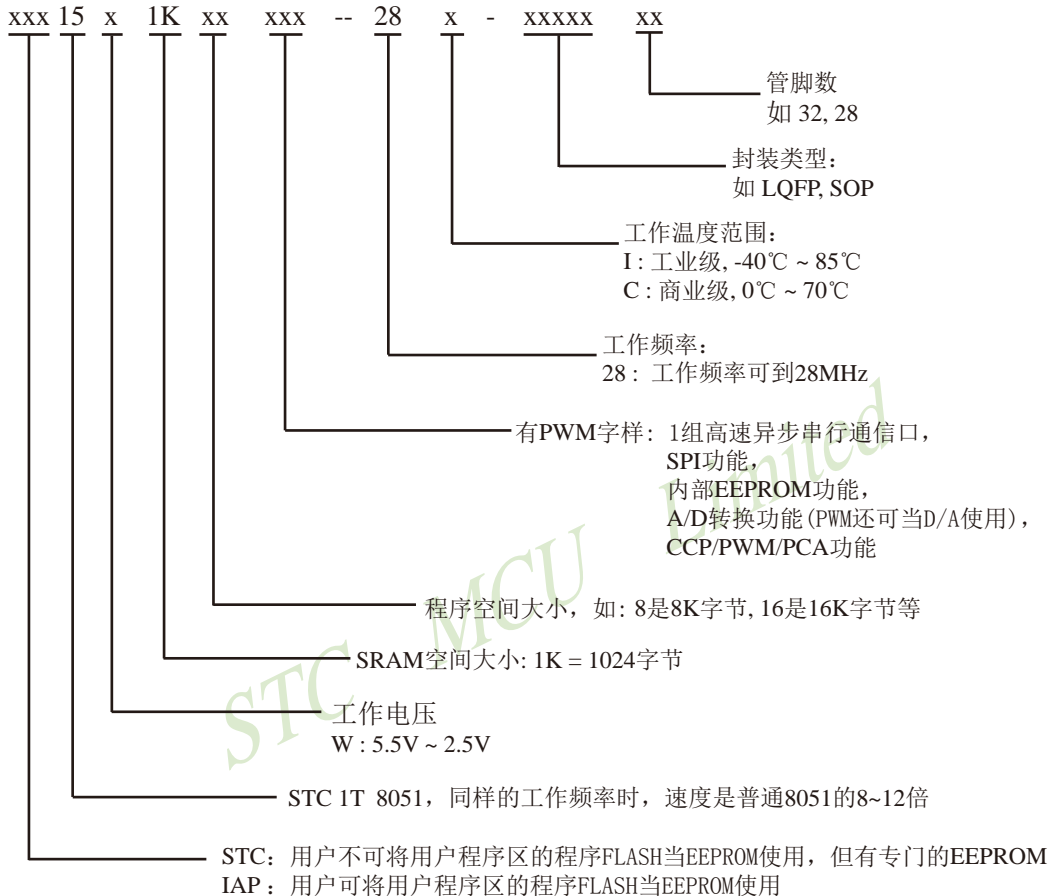 xxx 15 x 1K xx xxx -- 28 x - xxxxx xx
管脚数
如 32, 28
封装类型：
如 LQFP, SOP
工作温度范围：
I : 工业级, -40℃ ~ 85℃
C : 商业级, 0℃ ~ 70℃
工作频率：
28 : 工作频率可到28MHz
有PWM字样: 1组高速异步串行通信口，
SPI功能，
内部EEPROM功能，
A/D转换功能(PWM还可当D/A使用)，
CCP/PWM/PCA功能
程序空间大小，如: 8是8K字节, 16是16K字节等
SRAM空间大小: 1K = 1024字节
工作电压
W : 5.5V ~ 2.5V
STC 1T 8051，同样的工作频率时，速度是普通8051的8~12倍
STC：用户不可将用户程序区的程序FLASH当EEPROM使用，但有专门的EEPROM
IAP：用户可将用户程序区的程序FLASH当EEPROM使用
STC MCU Limited